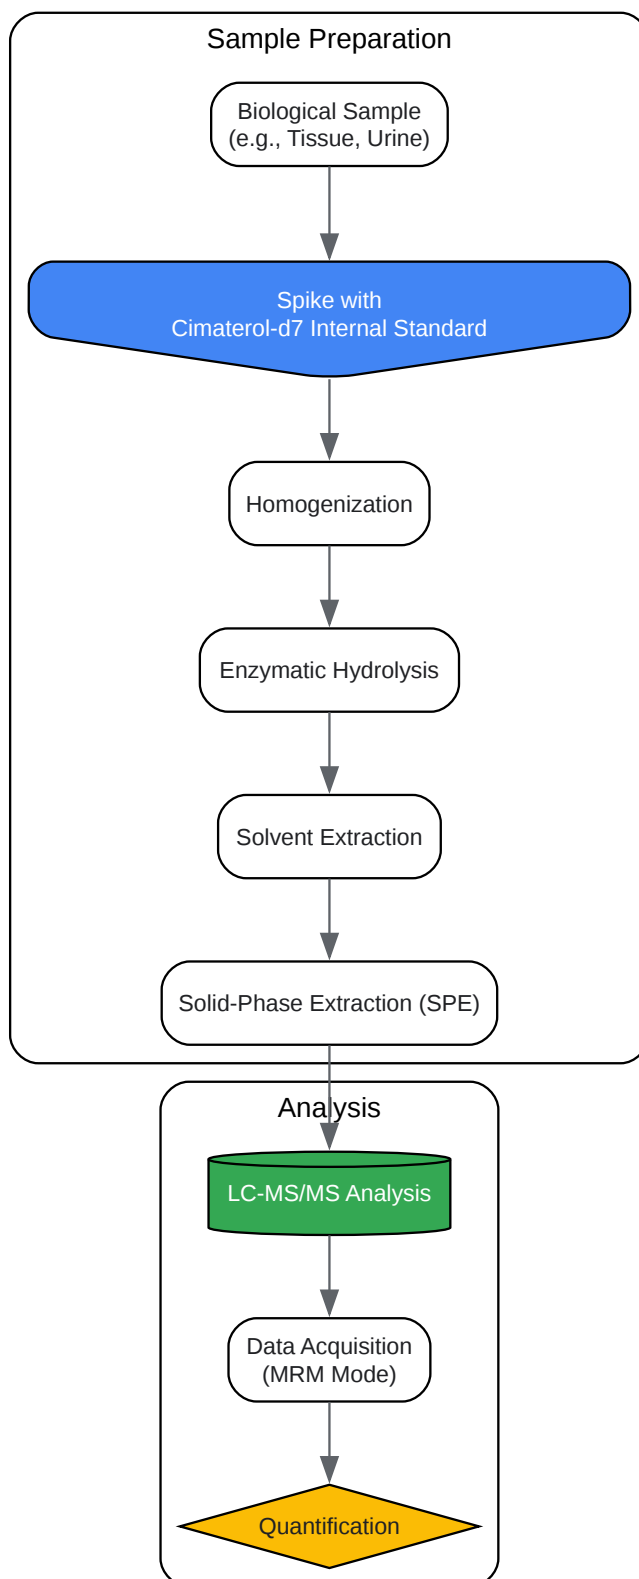 Sample Preparation
Biological Sample
(e.g., Tissue, Urine)
Spike with
Cimaterol-d7 Internal Standard
Homogenization
Enzymatic Hydrolysis
Solvent Extraction
Solid-Phase Extraction (SPE)
Analysis
LC-MS/MS Analysis
Data Acquisition
(MRM Mode)
Quantification